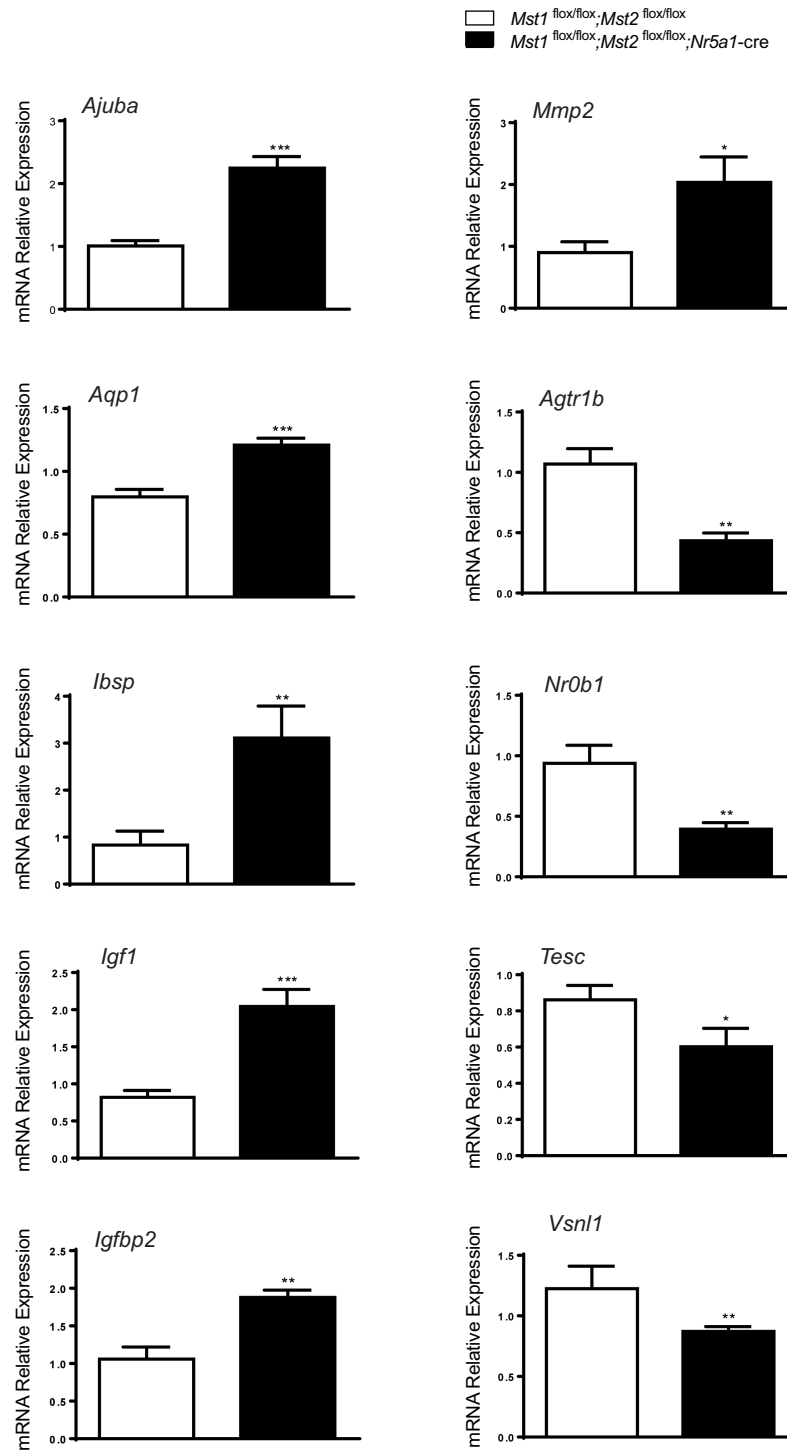 Mst1 flox/flox;Mst2 flox/flox
Mst1 flox/flox;Mst2 flox/flox;Nr5a1-cre
Ajuba
mRNA Relative Expression
3
2
1
0
***
Mmp2
mRNA Relative Expression
3
2
1
0
*
Aqp1
mRNA Relative Expression
1.5
1.0
0.5
0.0
***
Agtr1b
mRNA Relative Expression
1.5
1.0
0.5
0.0
**
Ibsp
mRNA Relative Expression
4
3
2
1
0
**
Nr0b1
mRNA Relative Expression
1.5
1.0
0.5
0.0
**
Igf1
mRNA Relative Expression
2.5
2.0
1.5
1.0
0.5
0.0
***
Tesc
mRNA Relative Expression
1.0
0.8
0.6
0.4
0.2
0.0
*
Igfbp2
mRNA Relative Expression
2.5
2.0
1.5
1.0
0.5
0.0
**
Vsnl1
mRNA Relative Expression
1.5
1.0
0.5
0.0
**